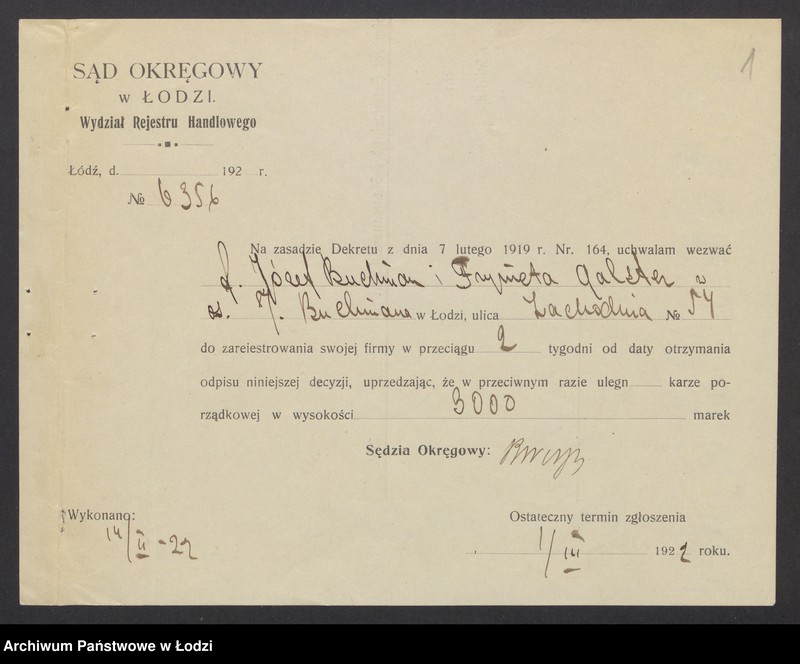 1
SĄD OKRĘGOWY
w ŁODZI.
Wydział Rejestru Handlowego
Łódź, d. 192 r.
№ 6356
Na zasadzie Dekretu z dnia 7 lutego 1919 r. Nr. 164, uchwalam wezwać
f. Józef Buchman i Frymeta Galster
J. Buchmana w Łodzi, ulica Zachodnia № 54
do zareiestrowania swojej firmy w przeciągu 2 tygodni od daty otrzymania
odpisu niniejszej decyzji, uprzedzając, że w przeciwnym razie ulegn karze po-
rządkowej w wysokości 3000 marek
Sędzia Okręgowy:
Wykonano:
14/II-22
Ostateczny termin zgłoszenia
1/III 1922 roku.
Archiwum Państwowe w Łodzi